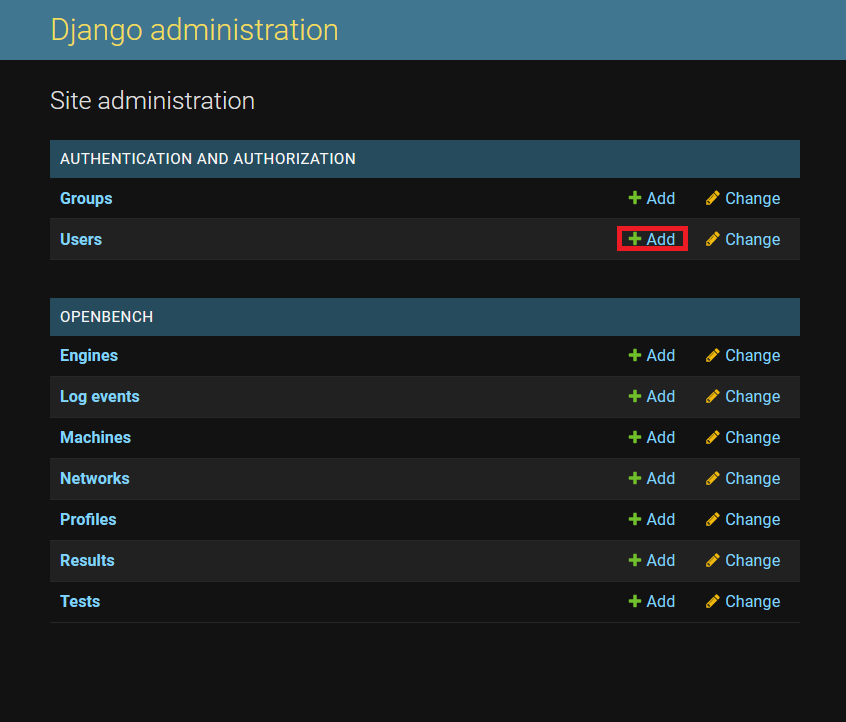 Django administration
Site administration
AUTHENTICATION AND AUTHORIZATION
Groups Add Change
Users Add Change
OPENBENCH
Engines Add Change
Log events Add Change
Machines Add Change
Networks Add Change
Profiles Add Change
Results Add Change
Tests Add Change